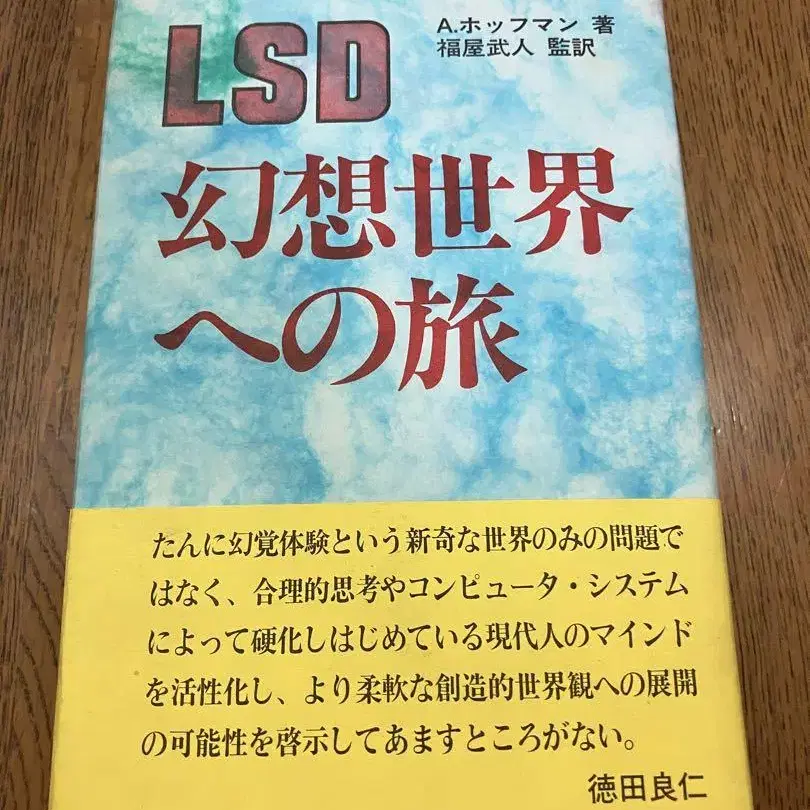 LSD
A.ホッフマン 著
福屋武人 監訳
幻想世界
への旅
たんに幻覚体験という新奇な世界のみの問題で
はなく、合理的思考やコンピュータ・システム
によって硬化しはじめている現代人のマインド
を活性化し、より柔軟な創造的世界観への展開
の可能性を啓示してあますところがない。
徳田良仁